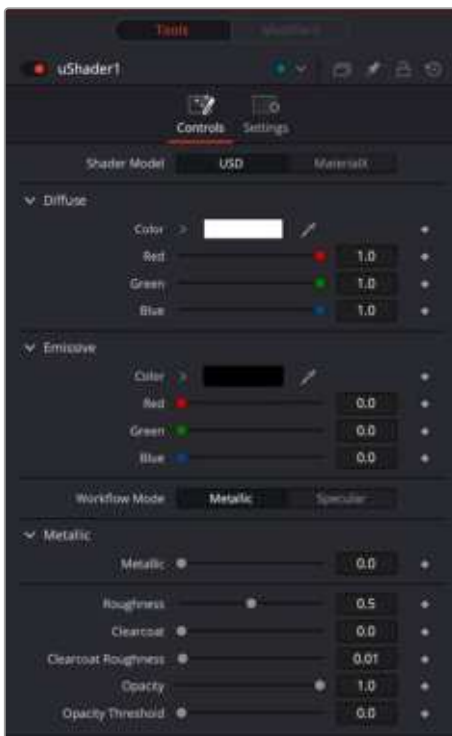 Tools Modifiers
uShader1
Controls Settings
Shader Model USD MaterialX
Diffuse
Color
Red 1.0
Green 1.0
Blue 1.0
Emissive
Color
Red 0.0
Green 0.0
Blue 0.0
Workflow Mode Metallic Specular
Metallic
Metallic 0.0
Roughness 0.5
Clearcoat 0.0
Clearcoat Roughness 0.01
Opacity 1.0
Opacity Threshold 0.0